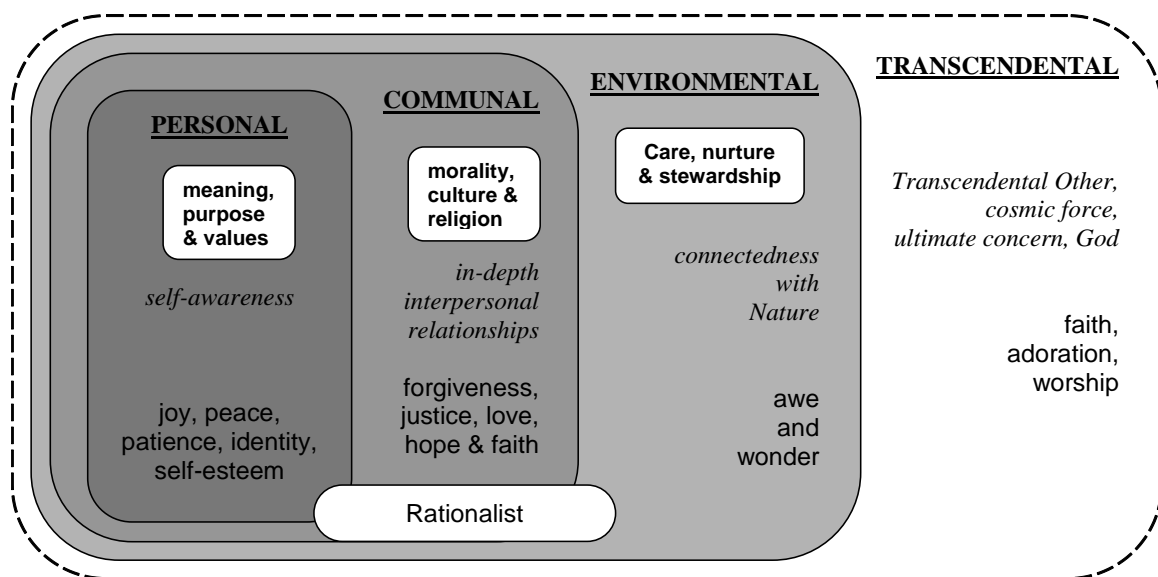 PERSONAL
meaning,
purpose
& values
self-awareness
joy, peace,
patience, identity,
self-esteem
COMMUNAL
morality,
culture &
religion
in-depth
interpersonal
relationships
forgiveness,
justice, love,
hope & faith
ENVIRONMENTAL
Care, nurture
& stewardship
connectedness
with
Nature
awe
and
wonder
TRANSCENDENTAL
Transcendental Other,
cosmic force,
ultimate concern, God
faith,
adoration,
worship
Rationalist